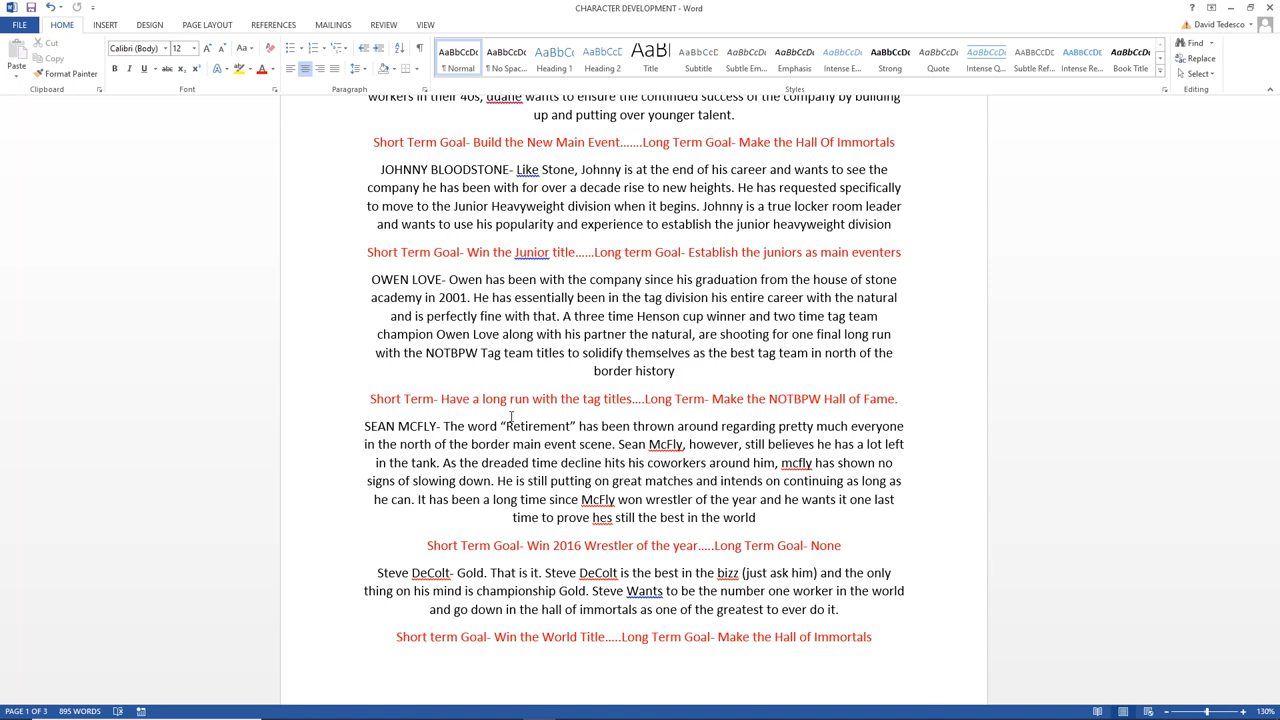 CHARACTER DEVELOPMENT - Word
FILE HOME INSERT DESIGN PAGE LAYOUT REFERENCES MAILINGS REVIEW VIEW David Tedesco
Paste Cut Copy Format Painter
Calibri (Body) 12 Aa
B I U abc X₂ X² A A
AaBbCcDc AaBbCcDc AaBbCc AaBbCcD AaBl AaBbCcD AaBbCcDc AaBbCcDc AaBbCcDc AaBbCcDc AaBbCcDc AaBbCcDc AaBbCcDc AaBbCcDc AaBbCcDc
¶ Normal ¶ No Spac... Heading 1 Heading 2 Title Subtitle Subtle Em... Emphasis Intense E... Strong Quote Intense Q... Subtle Ref... Intense Re... Book Title
Find Replace Select
Clipboard Font Paragraph Styles Editing
workers in their 40s, duane wants to ensure the continued success of the company by building
up and putting over younger talent.
Short Term Goal- Build the New Main Event…….Long Term Goal- Make the Hall Of Immortals
JOHNNY BLOODSTONE- Like Stone, Johnny is at the end of his career and wants to see the
company he has been with for over a decade rise to new heights. He has requested specifically
to move to the Junior Heavyweight division when it begins. Johnny is a true locker room leader
and wants to use his popularity and experience to establish the junior heavyweight division
Short Term Goal- Win the Junior title……Long term Goal- Establish the juniors as main eventers
OWEN LOVE- Owen has been with the company since his graduation from the house of stone
academy in 2001. He has essentially been in the tag division his entire career with the natural
and is perfectly fine with that. A three time Henson cup winner and two time tag team
champion Owen Love along with his partner the natural, are shooting for one final long run
with the NOTBPW Tag team titles to solidify themselves as the best tag team in north of the
border history
Short Term- Have a long run with the tag titles….Long Term- Make the NOTBPW Hall of Fame.
SEAN MCFLY- The word “Retirement” has been thrown around regarding pretty much everyone
in the north of the border main event scene. Sean McFly, however, still believes he has a lot left
in the tank. As the dreaded time decline hits his coworkers around him, mcfly has shown no
signs of slowing down. He is still putting on great matches and intends on continuing as long as
he can. It has been a long time since McFly won wrestler of the year and he wants it one last
time to prove hes still the best in the world
Short Term Goal- Win 2016 Wrestler of the year…..Long Term Goal- None
Steve DeColt- Gold. That is it. Steve DeColt is the best in the bizz (just ask him) and the only
thing on his mind is championship Gold. Steve Wants to be the number one worker in the world
and go down in the hall of immortals as one of the greatest to ever do it.
Short term Goal- Win the World Title…..Long Term Goal- Make the Hall of Immortals
PAGE 1 OF 3 895 WORDS 130%